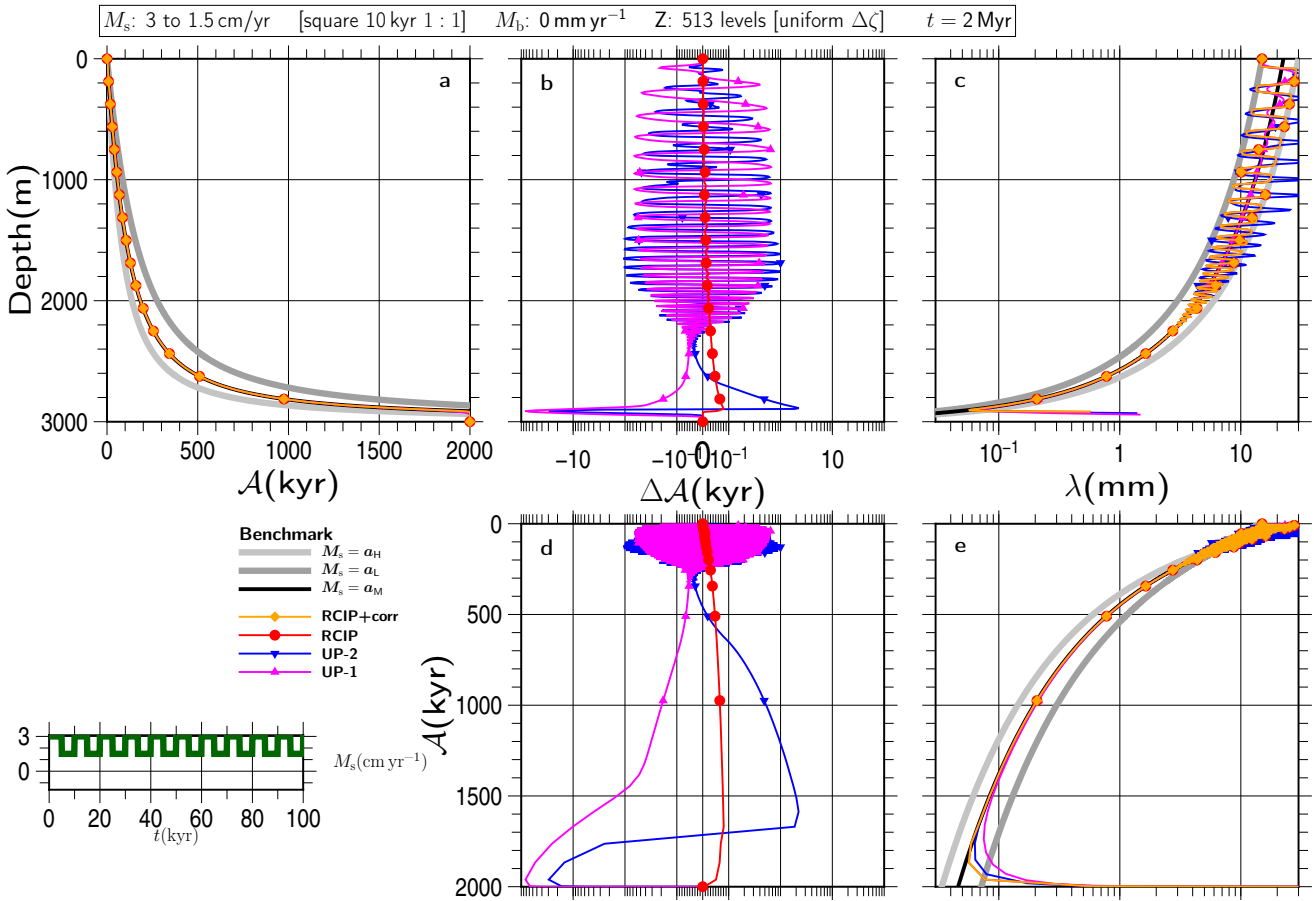 Mₛ: 3 to 1.5 cm/yr [square 10 kyr 1 : 1] M_b: 0 mm yr⁻¹ Z: 513 levels [uniform Δζ] t = 2 Myr
a
b
c
0
1000
2000
3000
Depth(m)
0 500 1000 1500 2000
𝒜(kyr)
−10 −10⁻¹ 0 10⁻¹ 10
Δ𝒜(kyr)
10⁻¹ 1 10
λ(mm)
Benchmark
Mₛ = a_H
Mₛ = a_L
Mₛ = a_M
RCIP+corr
RCIP
UP-2
UP-1
3
0
Mₛ(cm yr⁻¹)
0 20 40 60 80 100
t(kyr)
d
e
0
500
1000
1500
2000
𝒜(kyr)